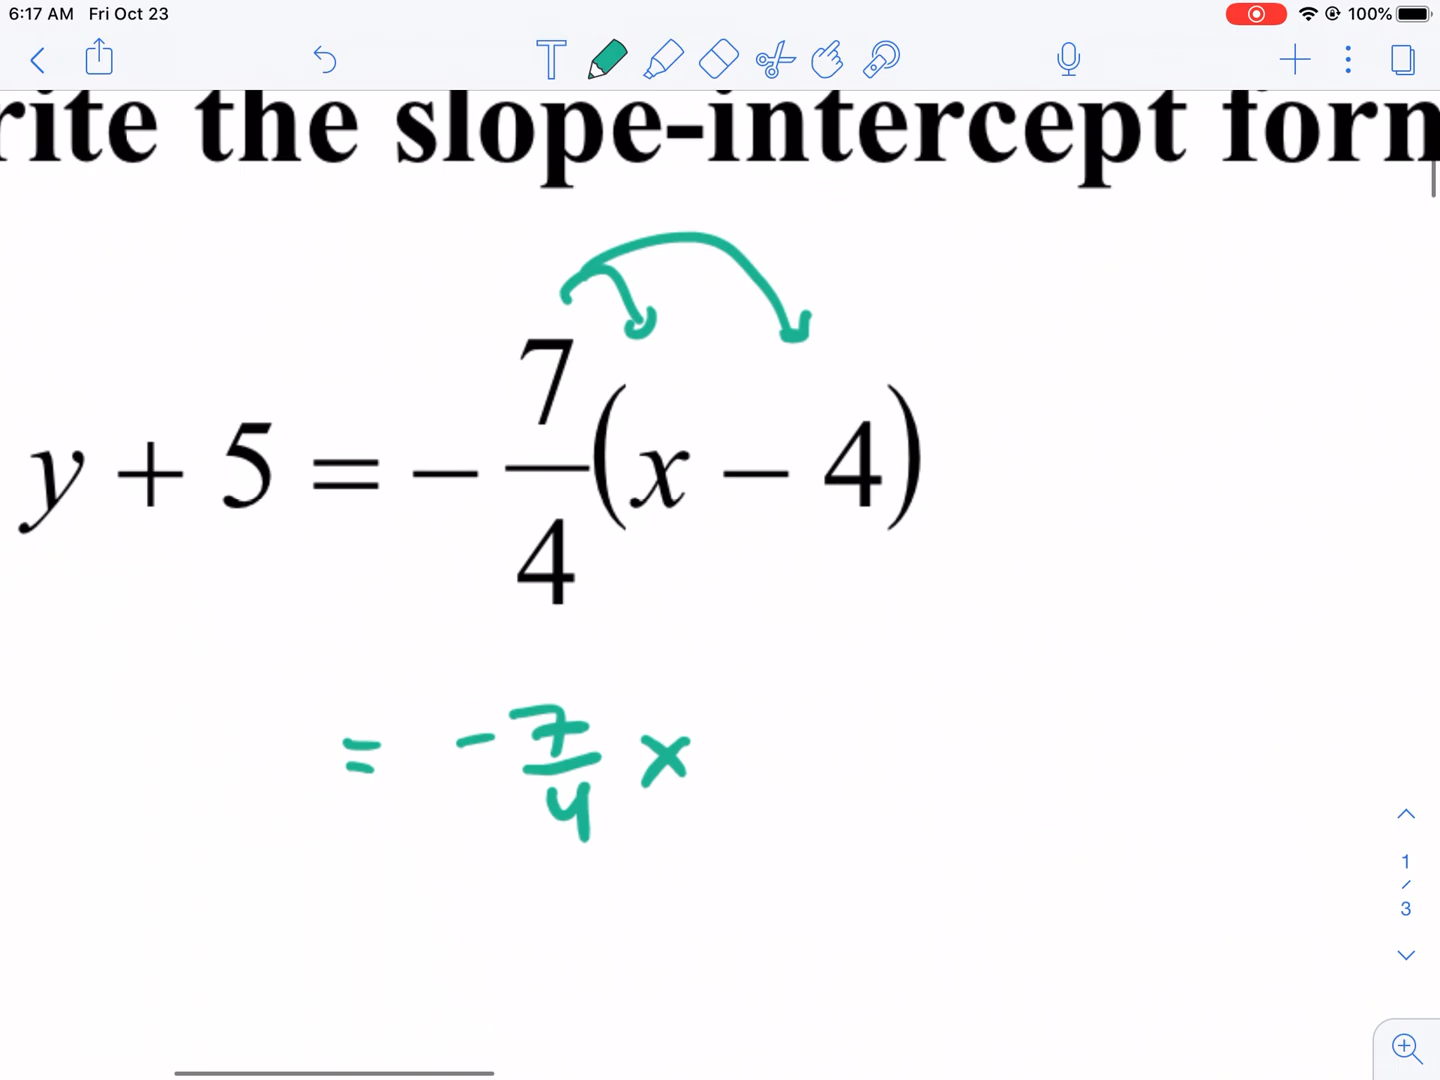 6:17 AM Fri Oct 23 100%
rite the slope-intercept form
y + 5 = - 7/4 (x - 4)
= - 7/4 x
1
/
3